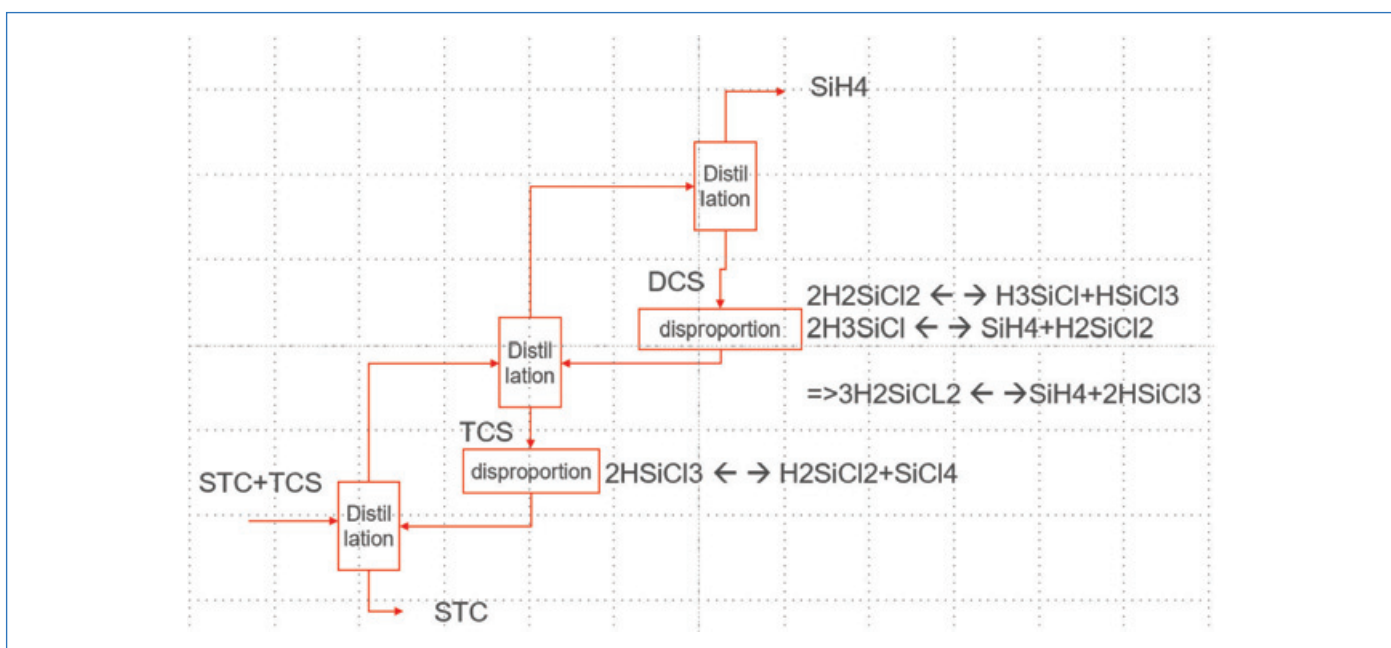 SiH4
Distil
lation
DCS
2H2SiCl2 ← → H3SiCl+HSiCl3
disproportion
2H3SiCl ← → SiH4+H2SiCl2
Distil
lation
=>3H2SiCL2 ← →SiH4+2HSiCl3
TCS
disproportion
2HSiCl3 ← → H2SiCl2+SiCl4
STC+TCS
Distil
lation
STC